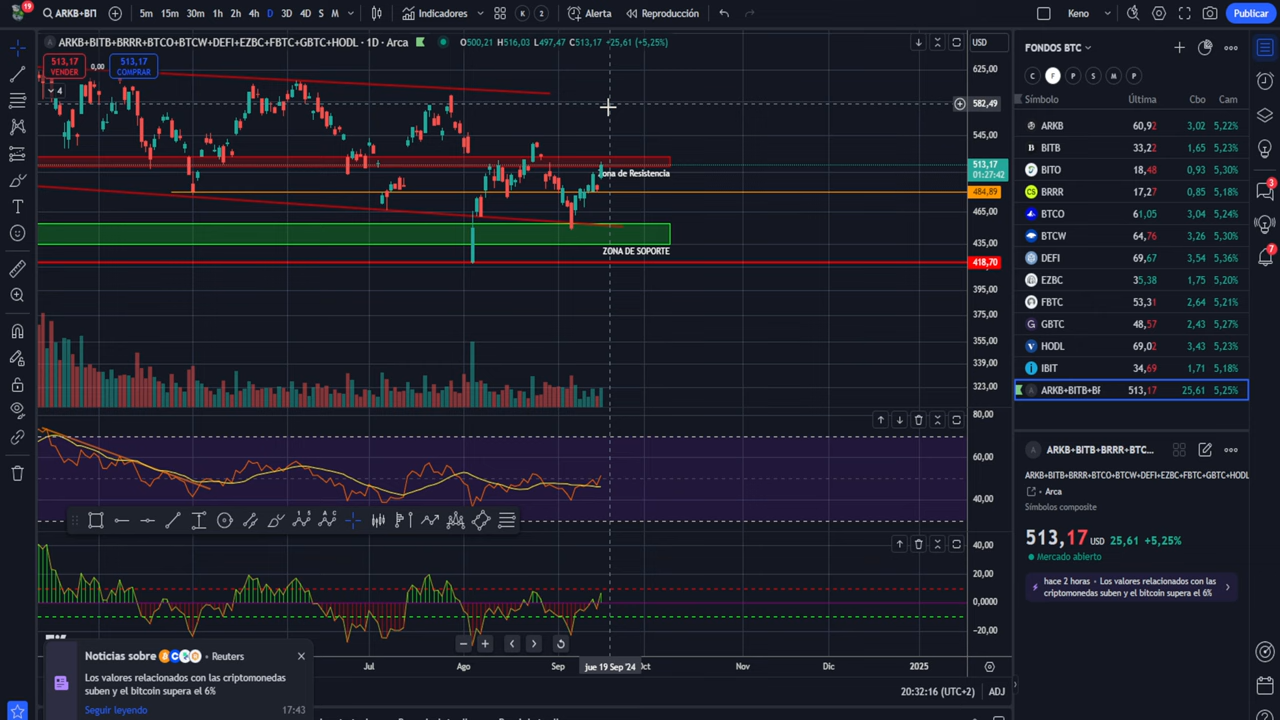 19
ARKB+BIT
5m 15m 30m 1h 2h 4h D 3D 4D S M
Indicadores
K 2
Alerta
Reproducción
Keno
Publicar
ARKB+BITB+BRRR+BTCO+BTCW+DEFI+EZBC+FBTC+GBTC+HODL · 1D · Arca
O500,21 H516,03 L497,47 C513,17 +25,61 (+5,25%)
USD
513,17
VENDER
0,00
513,17
COMPRAR
4
625,00
582,49
545,00
513,17
01:27:42
484,89
465,00
435,00
418,70
395,00
375,00
355,00
339,00
323,00
Zona de Resistencia
ZONA DE SOPORTE
80,00
60,00
40,00
40,00
20,00
0,0000
-20,00
Jul Ago Sep jue 19 Sep '24 Oct Nov Dic 2025
20:32:16 (UTC+2) ADJ
Noticias sobre · Reuters
Los valores relacionados con las criptomonedas
suben y el bitcoin supera el 6%
Seguir leyendo 17:43
FONDOS BTC
C F P S M P
Símbolo Última Cbo Cam
ARKB 60,92 3,02 5,22%
BITB 33,22 1,65 5,23%
BITO 18,48 0,93 5,30%
BRRR 17,27 0,85 5,18%
BTCO 61,05 3,04 5,24%
BTCW 64,76 3,26 5,30%
DEFI 69,67 3,54 5,36%
EZBC 35,38 1,75 5,20%
FBTC 53,31 2,64 5,21%
GBTC 48,57 2,43 5,27%
HODL 69,02 3,43 5,23%
IBIT 34,69 1,71 5,18%
ARKB+BITB+BF 513,17 25,61 5,25%
ARKB+BITB+BRRR+BTC...
ARKB+BITB+BRRR+BTCO+BTCW+DEFI+EZBC+FBTC+GBTC+HODL
· Arca
Símbolos composite
513,17 USD 25,61 +5,25%
Mercado abierto
hace 2 horas · Los valores relacionados con las
criptomonedas suben y el bitcoin supera el 6%
3
7